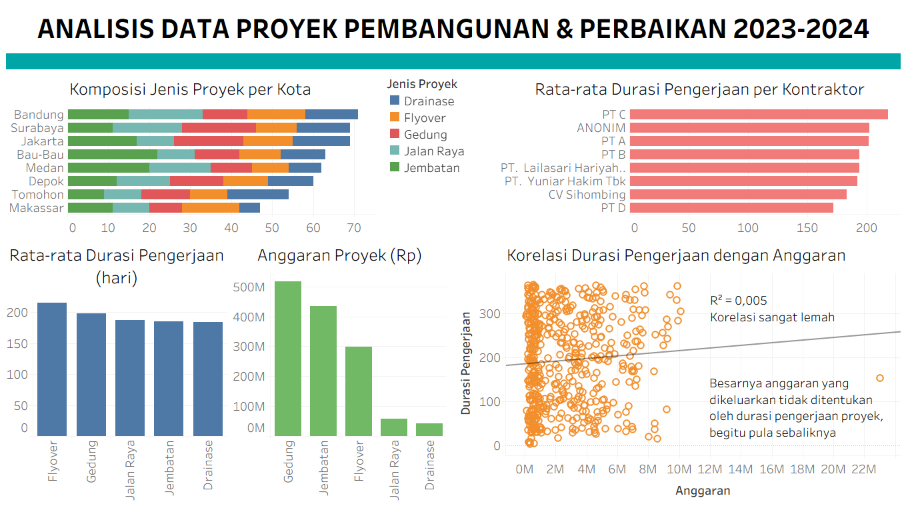 ANALISIS DATA PROYEK PEMBANGUNAN & PERBAIKAN 2023-2024
Komposisi Jenis Proyek per Kota
Bandung
Surabaya
Jakarta
Bau-Bau
Medan
Depok
Tomohon
Makassar
0 10 20 30 40 50 60 70
Jenis Proyek
Drainase
Flyover
Gedung
Jalan Raya
Jembatan
Rata-rata Durasi Pengerjaan per Kontraktor
PT C
ANONIM
PT A
PT B
PT. Lailasari Hariyah..
PT. Yuniar Hakim Tbk
CV Sihombing
PT D
0 50 100 150 200
Rata-rata Durasi Pengerjaan
(hari)
200
150
100
50
0
Flyover
Gedung
Jalan Raya
Jembatan
Drainase
Anggaran Proyek (Rp)
500M
400M
300M
200M
100M
0M
Gedung
Jembatan
Flyover
Jalan Raya
Drainase
Korelasi Durasi Pengerjaan dengan Anggaran
Durasi Pengerjaan
300
200
100
0
R² = 0,005
Korelasi sangat lemah
Besarnya anggaran yang
dikeluarkan tidak ditentukan
oleh durasi pengerjaan proyek,
begitu pula sebaliknya
0M 2M 4M 6M 8M 10M 12M 14M 16M 18M 20M 22M
Anggaran